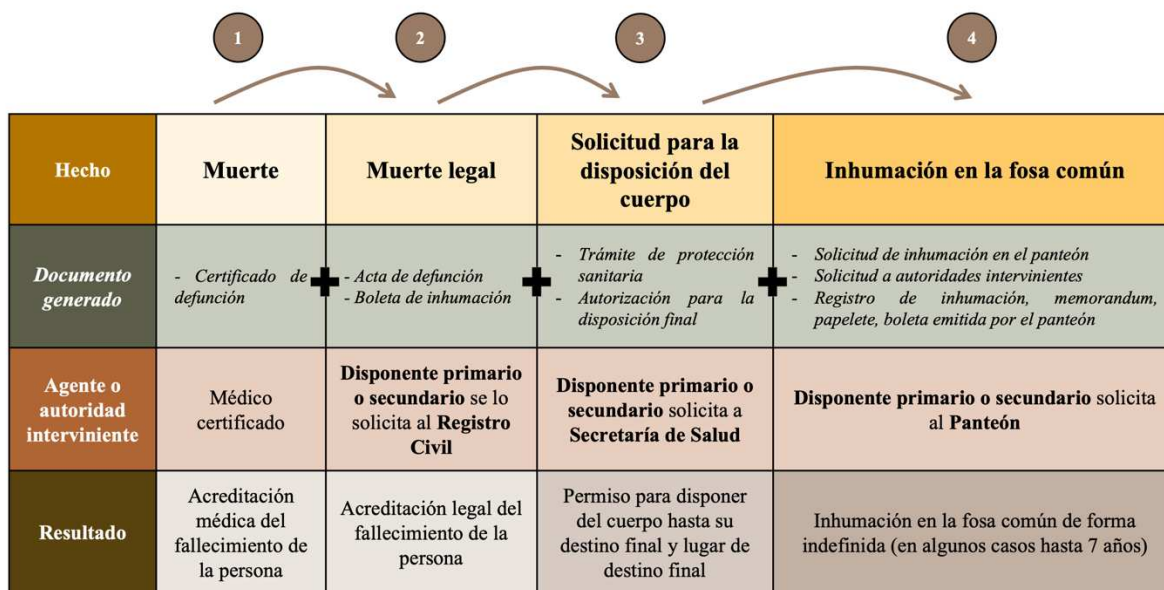 1
2
3
4
Hecho
Muerte
Muerte legal
Solicitud para la
disposición del
cuerpo
Inhumación en la fosa común
Documento
generado
- Certificado de
defunción
- Acta de defunción
- Boleta de inhumación
- Trámite de protección
sanitaria
- Autorización para la
disposición final
- Solicitud de inhumación en el panteón
- Solicitud a autoridades intervinientes
- Registro de inhumación, memorandum,
papelete, boleta emitida por el panteón
Agente o
autoridad
interviniente
Médico
certificado
Disponente primario
o secundario se lo
solicita al Registro
Civil
Disponente primario o
secundario solicita a
Secretaría de Salud
Disponente primario o secundario solicita
al Panteón
Resultado
Acreditación
médica del
fallecimiento de
la persona
Acreditación legal del
fallecimiento de la
persona
Permiso para disponer
del cuerpo hasta su
destino final y lugar de
destino final
Inhumación en la fosa común de forma
indefinida (en algunos casos hasta 7 años)